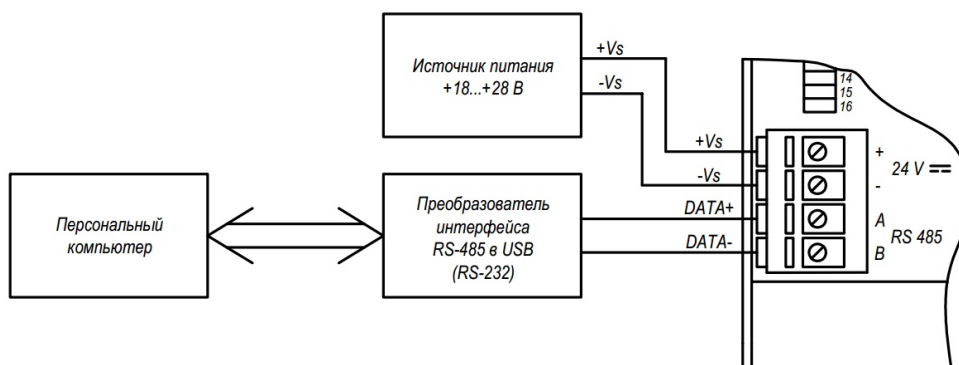 Источник питания
+18...+28 В
+Vs
-Vs
14
15
16
+Vs
+
24 V
-Vs
-
Персональный
компьютер
Преобразователь
интерфейса
RS-485 в USB
(RS-232)
DATA+
A
RS 485
DATA-
B